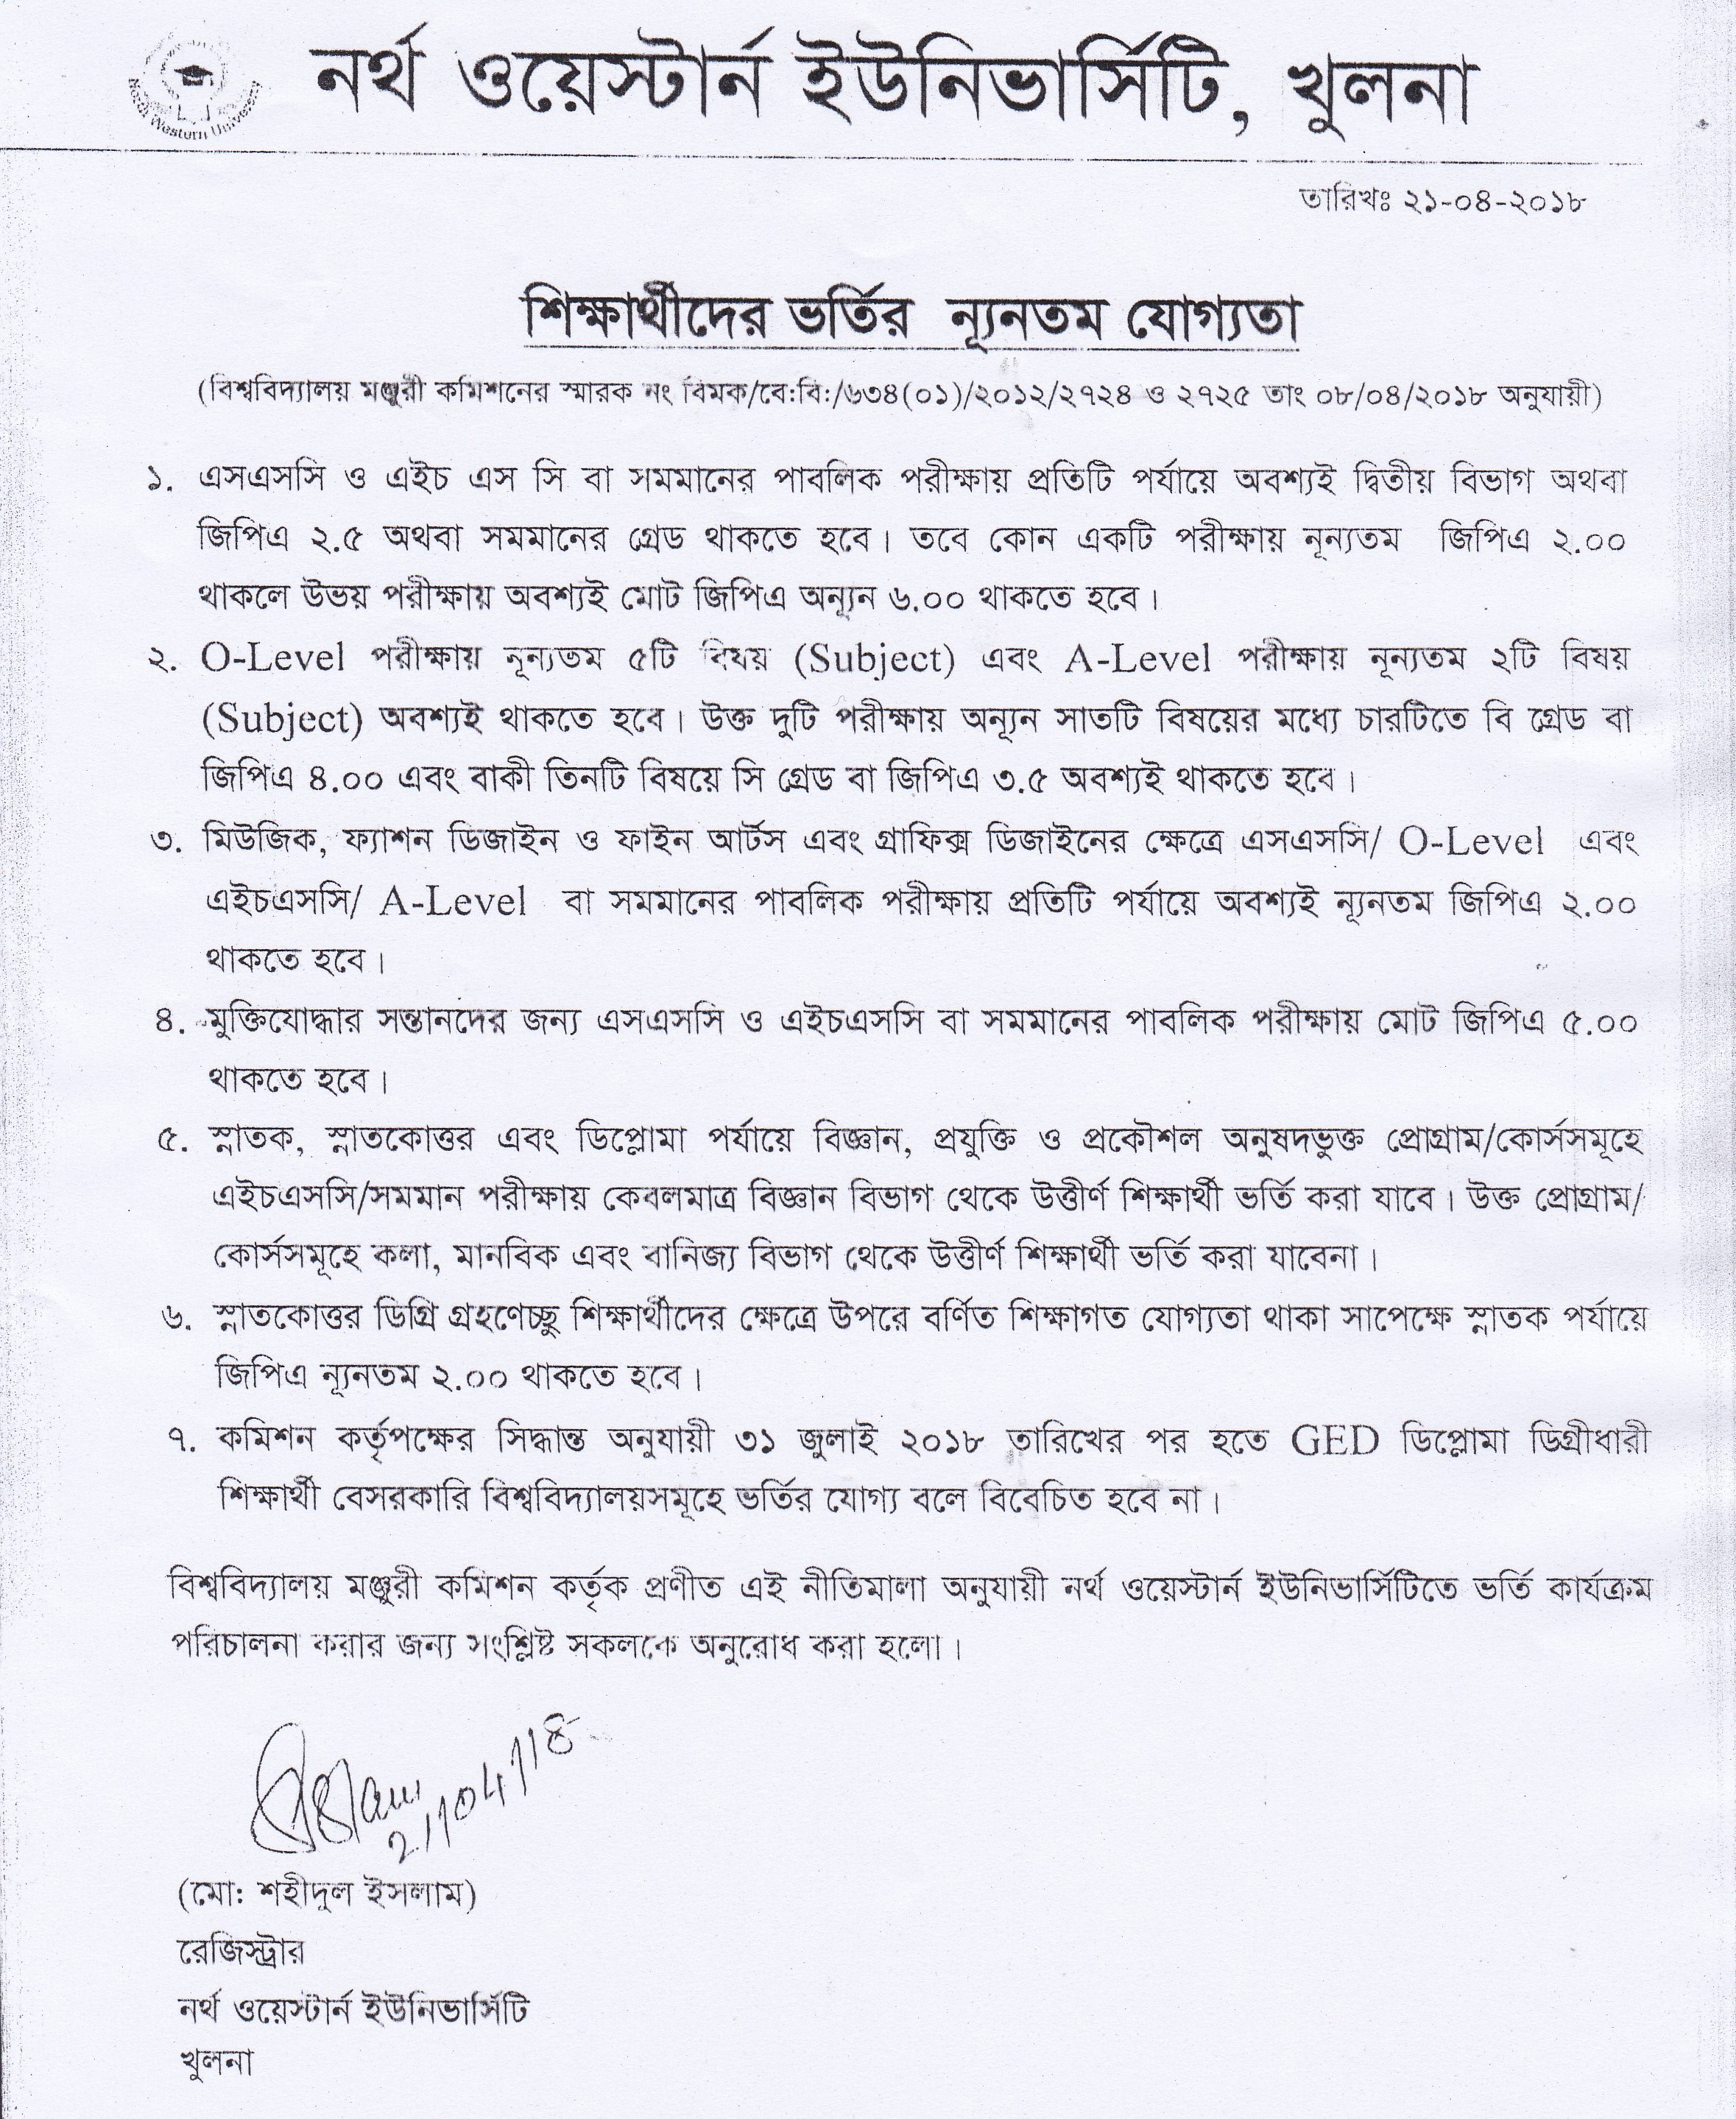 North Western University
নর্থ ওয়েস্টার্ন ইউনিভার্সিটি, খুলনা
তারিখঃ ২১-০৪-২০১৮
শিক্ষার্থীদের ভর্তির ন্যূনতম যোগ্যতা
(বিশ্ববিদ্যালয় মঞ্জুরী কমিশনের স্মারক নং বিমক/বে:বি:/৬৩৪(০১)/২০১২/২৭২৪ ও ২৭২৫ তাং ০৮/০৪/২০১৮ অনুযায়ী)
১. এসএসসি ও এইচ এস সি বা সমমানের পাবলিক পরীক্ষায় প্রতিটি পর্যায়ে অবশ্যই দ্বিতীয় বিভাগ অথবা
জিপিএ ২.৫ অথবা সমমানের গ্রেড থাকতে হবে। তবে কোন একটি পরীক্ষায় নূন্যতম জিপিএ ২.০০
থাকলে উভয় পরীক্ষায় অবশ্যই মোট জিপিএ অন্যূন ৬.০০ থাকতে হবে।
২. O-Level পরীক্ষায় নূন্যতম ৫টি বিষয় (Subject) এবং A-Level পরীক্ষায় নূন্যতম ২টি বিষয়
(Subject) অবশ্যই থাকতে হবে। উক্ত দুটি পরীক্ষায় অন্যূন সাতটি বিষয়ের মধ্যে চারটিতে বি গ্রেড বা
জিপিএ ৪.০০ এবং বাকী তিনটি বিষয়ে সি গ্রেড বা জিপিএ ৩.৫ অবশ্যই থাকতে হবে।
৩. মিউজিক, ফ্যাশন ডিজাইন ও ফাইন আর্টস এবং গ্রাফিক্স ডিজাইনের ক্ষেত্রে এসএসসি/ O-Level এবং
এইচএসসি/ A-Level বা সমমানের পাবলিক পরীক্ষায় প্রতিটি পর্যায়ে অবশ্যই ন্যূনতম জিপিএ ২.০০
থাকতে হবে।
৪. মুক্তিযোদ্ধার সন্তানদের জন্য এসএসসি ও এইচএসসি বা সমমানের পাবলিক পরীক্ষায় মোট জিপিএ ৫.০০
থাকতে হবে।
৫. স্নাতক, স্নাতকোত্তর এবং ডিপ্লোমা পর্যায়ে বিজ্ঞান, প্রযুক্তি ও প্রকৌশল অনুষদভুক্ত প্রোগ্রাম/কোর্সসমূহে
এইচএসসি/সমমান পরীক্ষায় কেবলমাত্র বিজ্ঞান বিভাগ থেকে উত্তীর্ণ শিক্ষার্থী ভর্তি করা যাবে। উক্ত প্রোগ্রাম/
কোর্সসমূহে কলা, মানবিক এবং বানিজ্য বিভাগ থেকে উত্তীর্ণ শিক্ষার্থী ভর্তি করা যাবেনা।
৬. স্নাতকোত্তর ডিগ্রি গ্রহণেচ্ছু শিক্ষার্থীদের ক্ষেত্রে উপরে বর্ণিত শিক্ষাগত যোগ্যতা থাকা সাপেক্ষে স্নাতক পর্যায়ে
জিপিএ ন্যূনতম ২.০০ থাকতে হবে।
৭. কমিশন কর্তৃপক্ষের সিদ্ধান্ত অনুযায়ী ৩১ জুলাই ২০১৮ তারিখের পর হতে GED ডিপ্লোমা ডিগ্রীধারী
শিক্ষার্থী বেসরকারি বিশ্ববিদ্যালয়সমূহে ভর্তির যোগ্য বলে বিবেচিত হবে না।
বিশ্ববিদ্যালয় মঞ্জুরী কমিশন কর্তৃক প্রণীত এই নীতিমালা অনুযায়ী নর্থ ওয়েস্টার্ন ইউনিভার্সিটিতে ভর্তি কার্যক্রম
পরিচালনা করার জন্য সংশ্লিষ্ট সকলকে অনুরোধ করা হলো।
21/04/18
(মো: শহীদুল ইসলাম)
রেজিস্ট্রার
নর্থ ওয়েস্টার্ন ইউনিভার্সিটি
খুলনা